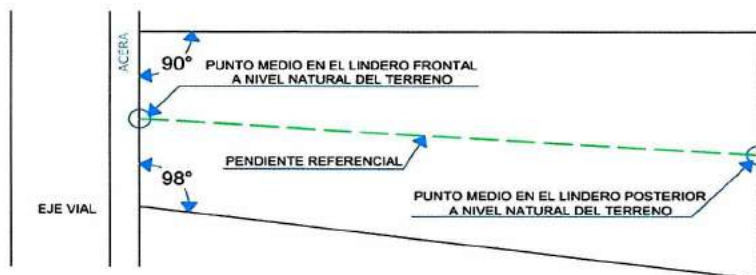 ACERA
90°
PUNTO MEDIO EN EL LINDERO FRONTAL
A NIVEL NATURAL DEL TERRENO
PENDIENTE REFERENCIAL
98°
EJE VIAL
PUNTO MEDIO EN EL LINDERO POSTERIOR
A NIVEL NATURAL DEL TERRENO